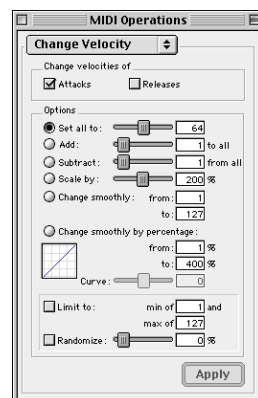 MIDI Operations
Change Velocity
Change velocities of
Attacks Releases
Options
Set all to: 64
Add: 1 to all
Subtract: 1 from all
Scale by: 200 %
Change smoothly: from: 1
to: 127
Change smoothly by percentage:
from: 1 %
to: 400 %
Curve: 0
Limit to: min of 1 and
max of 127
Randomize: 0 %
Apply